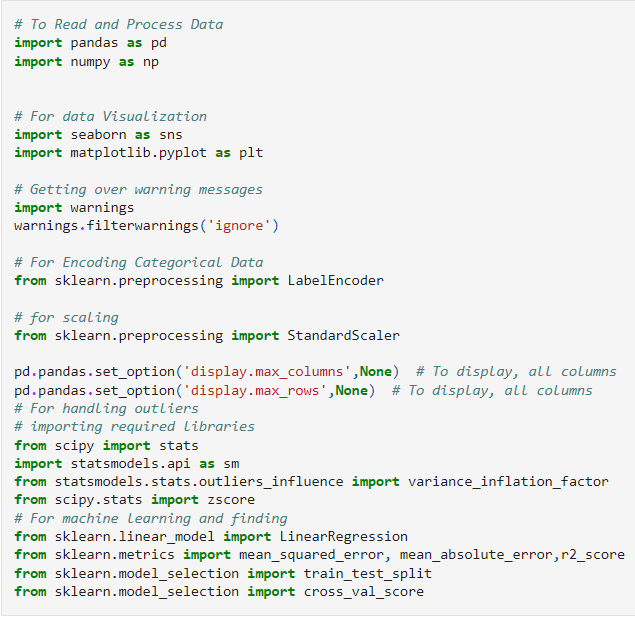 # To Read and Process Data
import pandas as pd
import numpy as np
# For data Visualization
import seaborn as sns
import matplotlib.pyplot as plt
# Getting over warning messages
import warnings
warnings.filterwarnings('ignore')
# For Encoding Categorical Data
from sklearn.preprocessing import LabelEncoder
# for scaling
from sklearn.preprocessing import StandardScaler
pd.pandas.set_option('display.max_columns',None)  # To display, all columns
pd.pandas.set_option('display.max_rows',None)  # To display, all columns
# For handling outliers
# importing required libraries
from scipy import stats
import statsmodels.api as sm
from statsmodels.stats.outliers_influence import variance_inflation_factor
from scipy.stats import zscore
# For machine learning and finding
from sklearn.linear_model import LinearRegression
from sklearn.metrics import mean_squared_error, mean_absolute_error,r2_score
from sklearn.model_selection import train_test_split
from sklearn.model_selection import cross_val_score